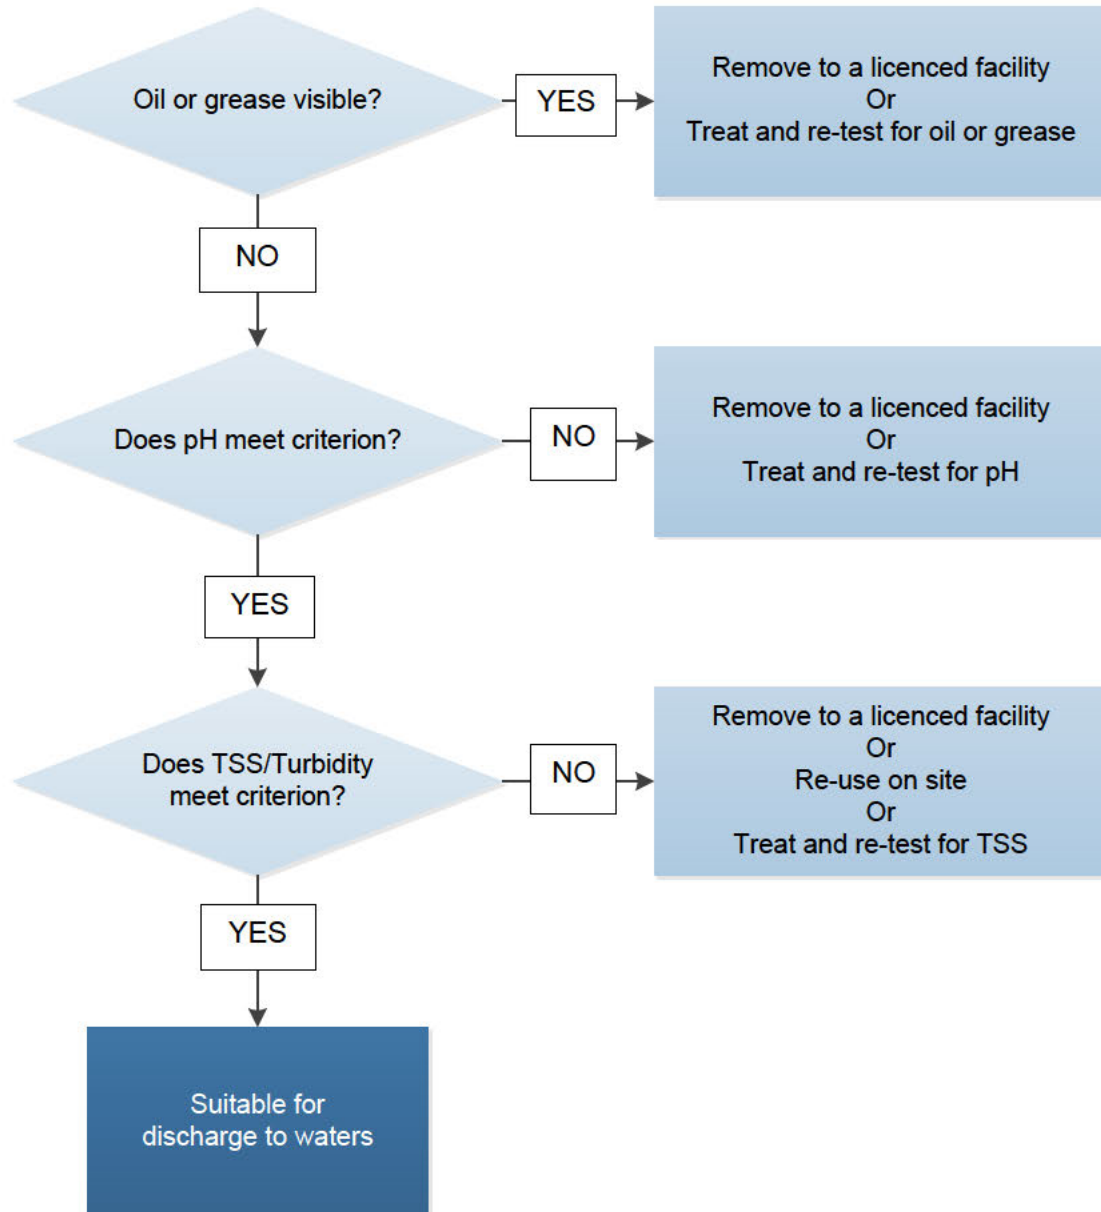 Oil or grease visible?
YES
Remove to a licenced facility
Or
Treat and re-test for oil or grease
NO
Does pH meet criterion?
NO
Remove to a licenced facility
Or
Treat and re-test for pH
YES
Does TSS/Turbidity
meet criterion?
NO
Remove to a licenced facility
Or
Re-use on site
Or
Treat and re-test for TSS
YES
Suitable for
discharge to waters